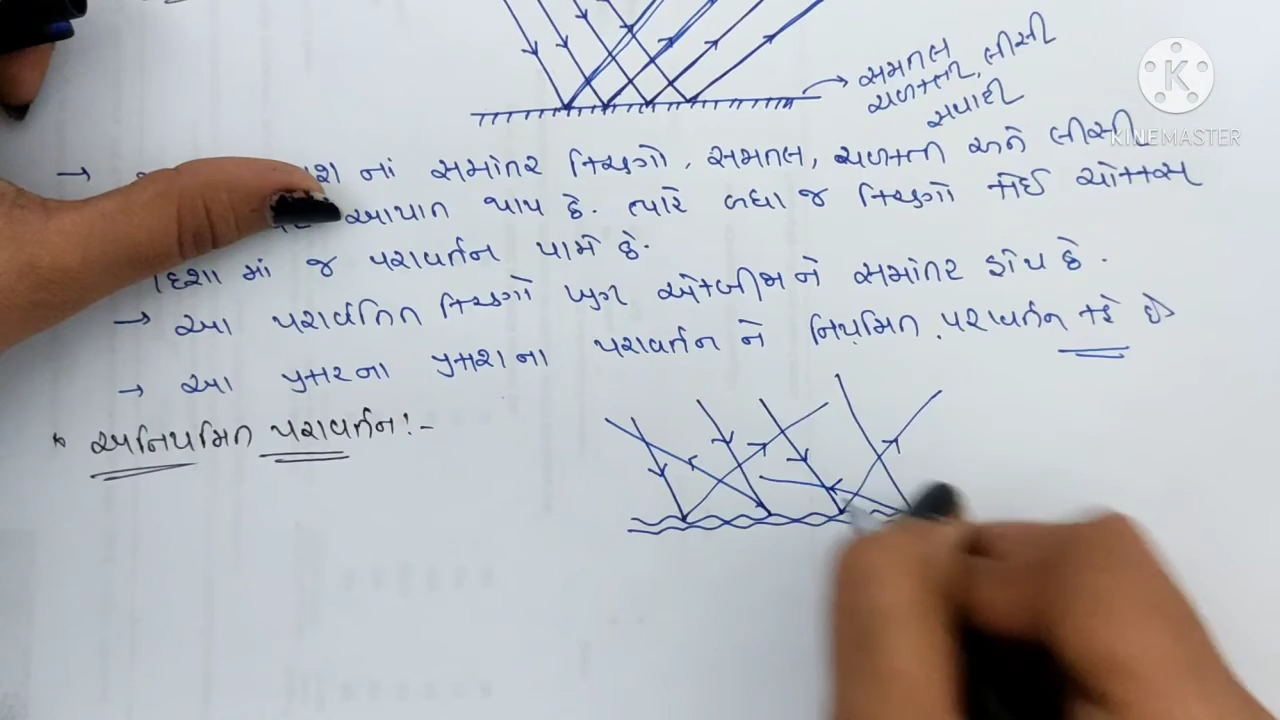 સમતલ
ચળકતી, લીસી
સપાટી
K
KINEMASTER
→ નાં સમાંતર કિરણો, સમતલ, ચળકતી અને લીસી
આપાત થાય છે. ત્યારે બધા જ કિરણો કોઈ ચોક્કસ
દિશા માં જ પરાવર્તન પામે છે.
→ આ પરાવર્તિત કિરણો પણ એકબીજાને સમાંતર હોય છે.
→ આ પ્રકારના પ્રકાશના પરાવર્તન ને નિયમિત પરાવર્તન કહે છે
* અનિયમિત પરાવર્તન :-